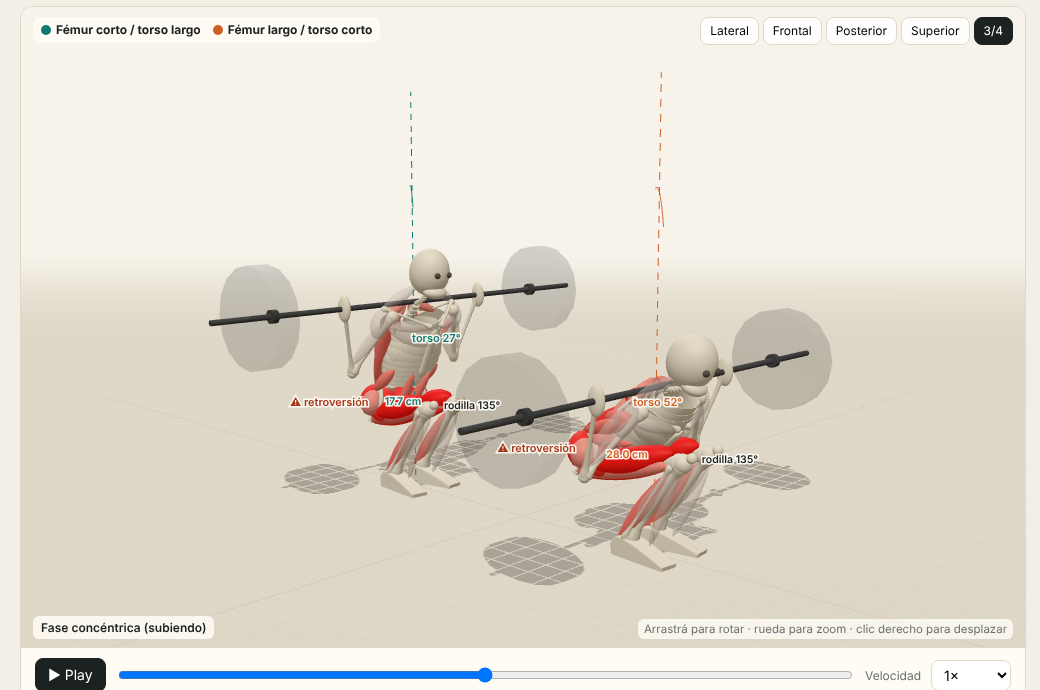 Fémur corto / torso largo
Fémur largo / torso corto
Lateral
Frontal
Posterior
Superior
3/4
torso 27°
⚠ retroversión
17.7 cm
rodilla 135°
torso 52°
⚠ retroversión
28.0 cm
rodilla 135°
Fase concéntrica (subiendo)
Arrastrá para rotar · rueda para zoom · clic derecho para desplazar
▶ Play
Velocidad
1×